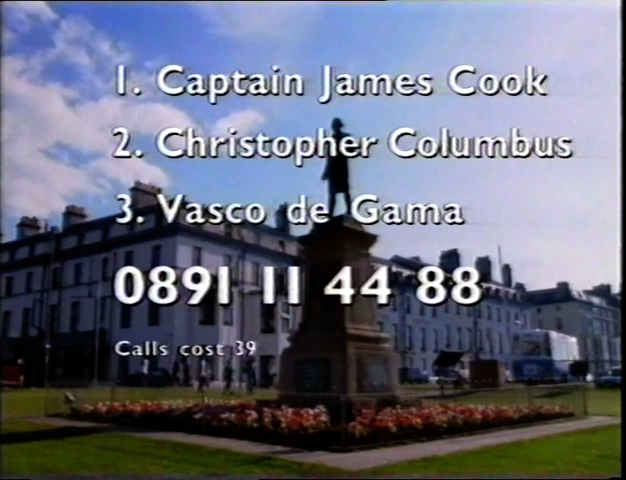 1. Captain James Cook
2. Christopher Columbus
3. Vasco de Gama
0891 11 44 88
Calls cost 39